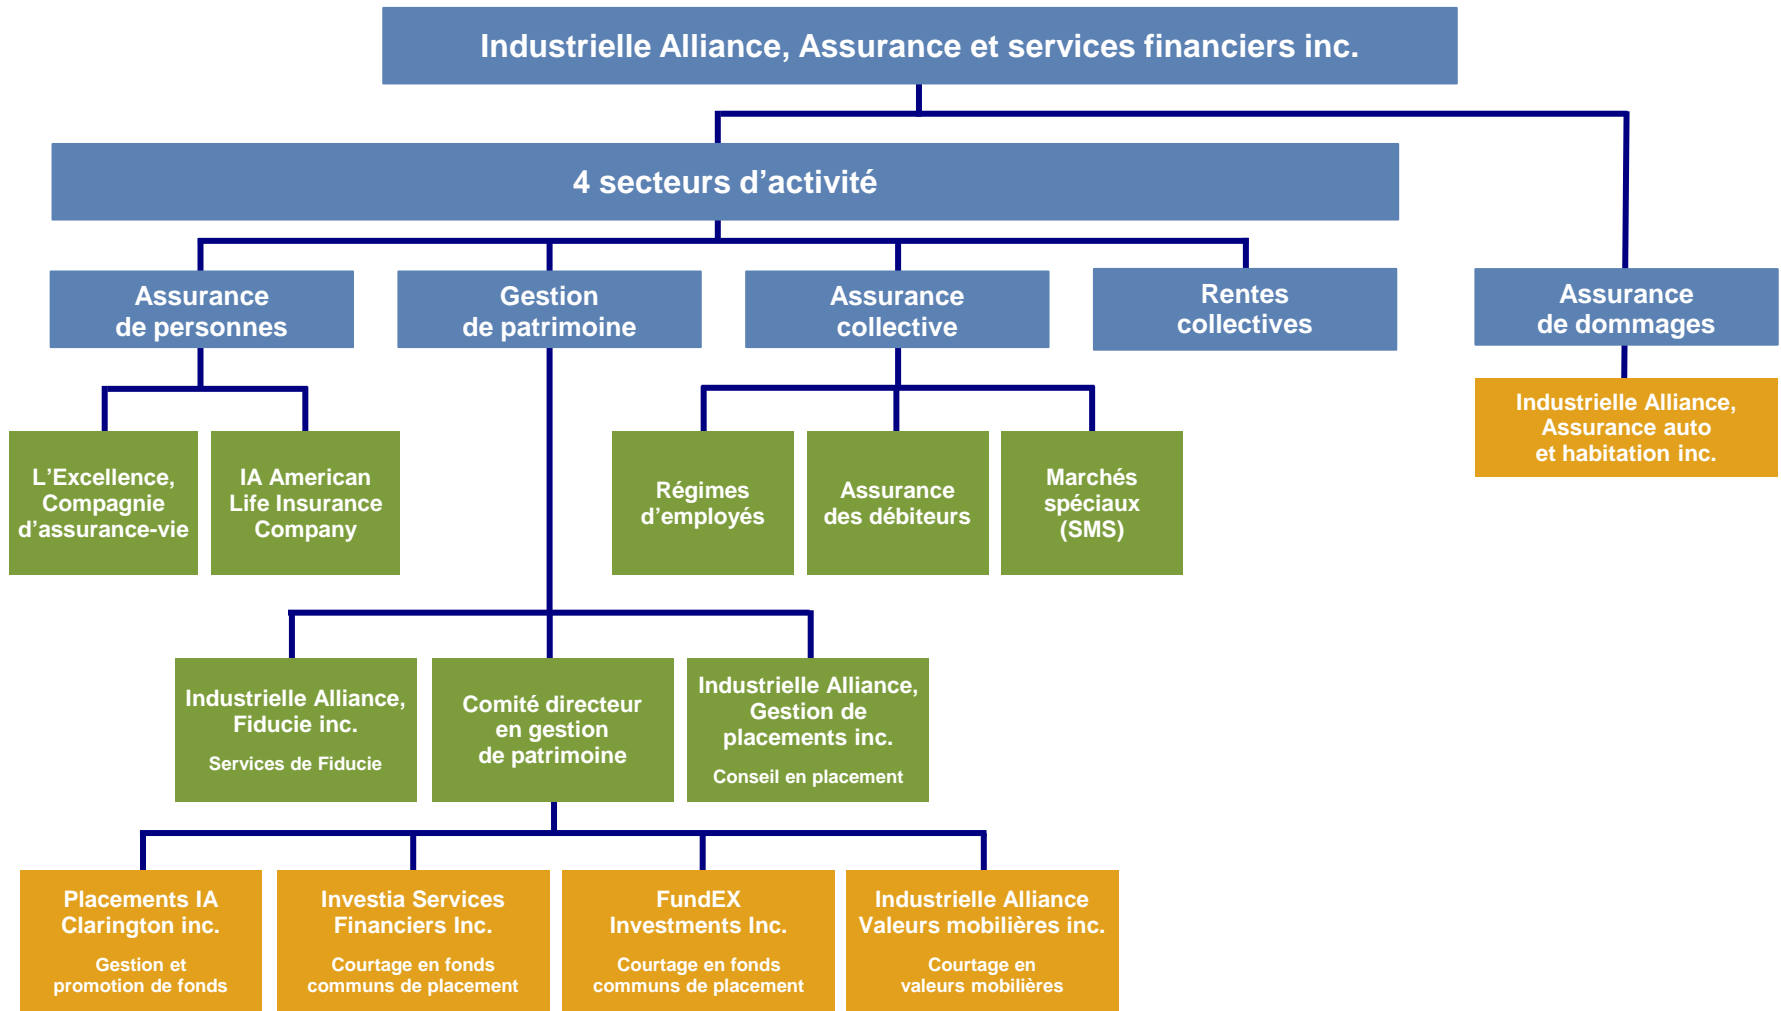 Industrielle Alliance, Assurance et services financiers inc.
4 secteurs d’activité
Assurance
de personnes
Gestion
de patrimoine
Assurance
collective
Rentes
collectives
Assurance
de dommages
Industrielle Alliance,
Assurance auto
et habitation inc.
L’Excellence,
Compagnie
d’assurance-vie
IA American
Life Insurance
Company
Régimes
d’employés
Assurance
des débiteurs
Marchés
spéciaux
(SMS)
Industrielle Alliance,
Fiducie inc.
Services de Fiducie
Comité directeur
en gestion
de patrimoine
Industrielle Alliance,
Gestion de
placements inc.
Conseil en placement
Placements IA
Clarington inc.
Gestion et
promotion de fonds
Investia Services
Financiers Inc.
Courtage en fonds
communs de placement
FundEX
Investments Inc.
Courtage en fonds
communs de placement
Industrielle Alliance
Valeurs mobilières inc.
Courtage en
valeurs mobilières